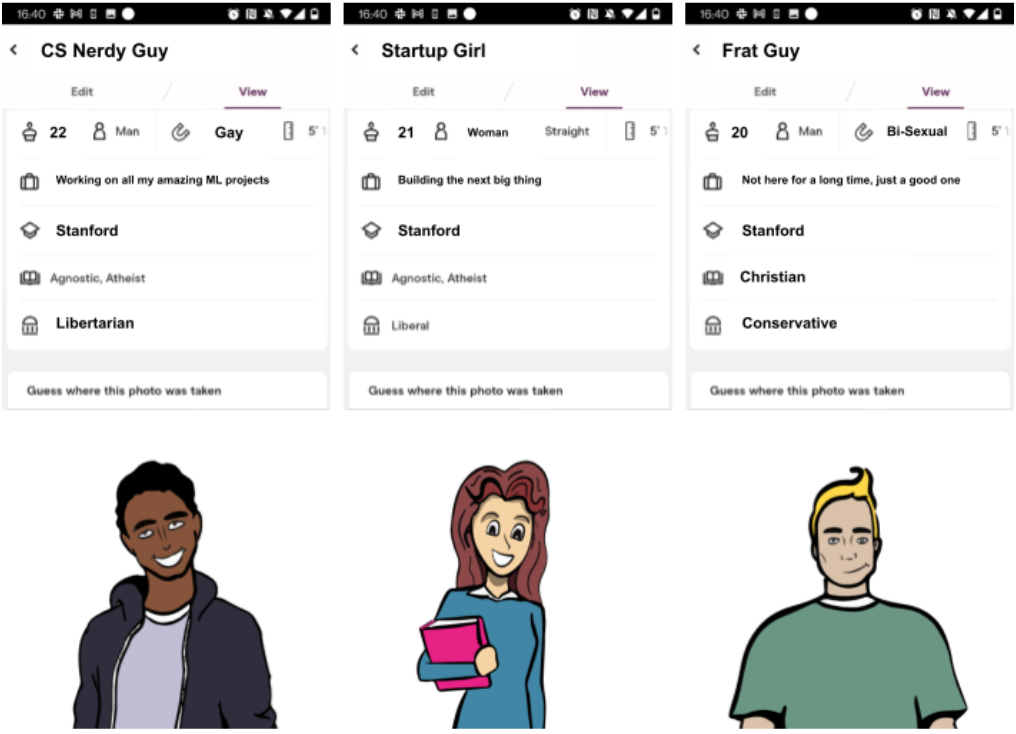 16:40
CS Nerdy Guy
Edit
View
22
Man
Gay
5'
Working on all my amazing ML projects
Stanford
Agnostic, Atheist
Libertarian
Guess where this photo was taken
16:40
Startup Girl
Edit
View
21
Woman
Straight
5'
Building the next big thing
Stanford
Agnostic, Atheist
Liberal
Guess where this photo was taken
16:40
Frat Guy
Edit
View
20
Man
Bi-Sexual
5'
Not here for a long time, just a good one
Stanford
Christian
Conservative
Guess where this photo was taken